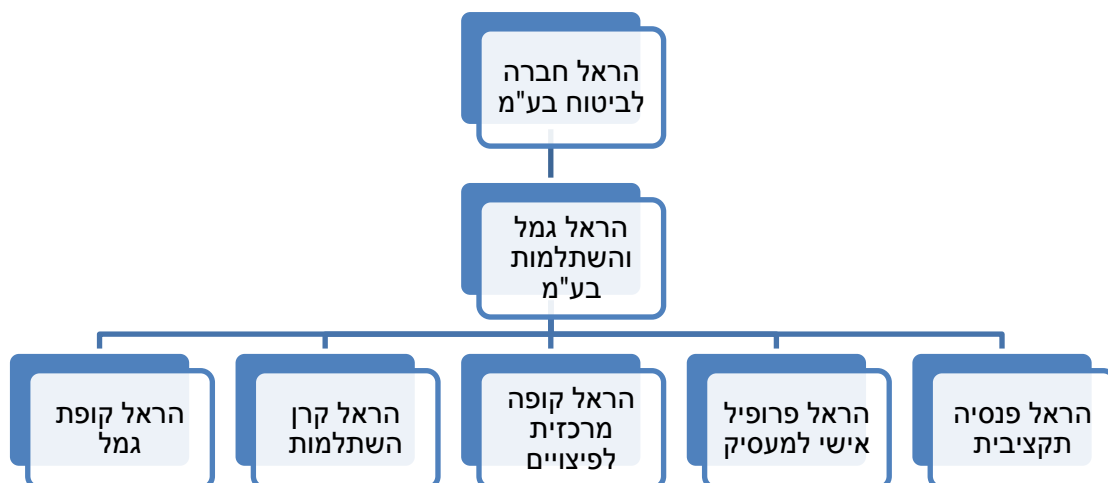 הראל חברה
לביטוח בע"מ
הראל גמל
והשתלמות
בע"מ
הראל פנסיה
תקציבית
הראל פרופיל
אישי למעסיק
הראל קופה
מרכזית
לפיצויים
הראל קרן
השתלמות
הראל קופת
גמל